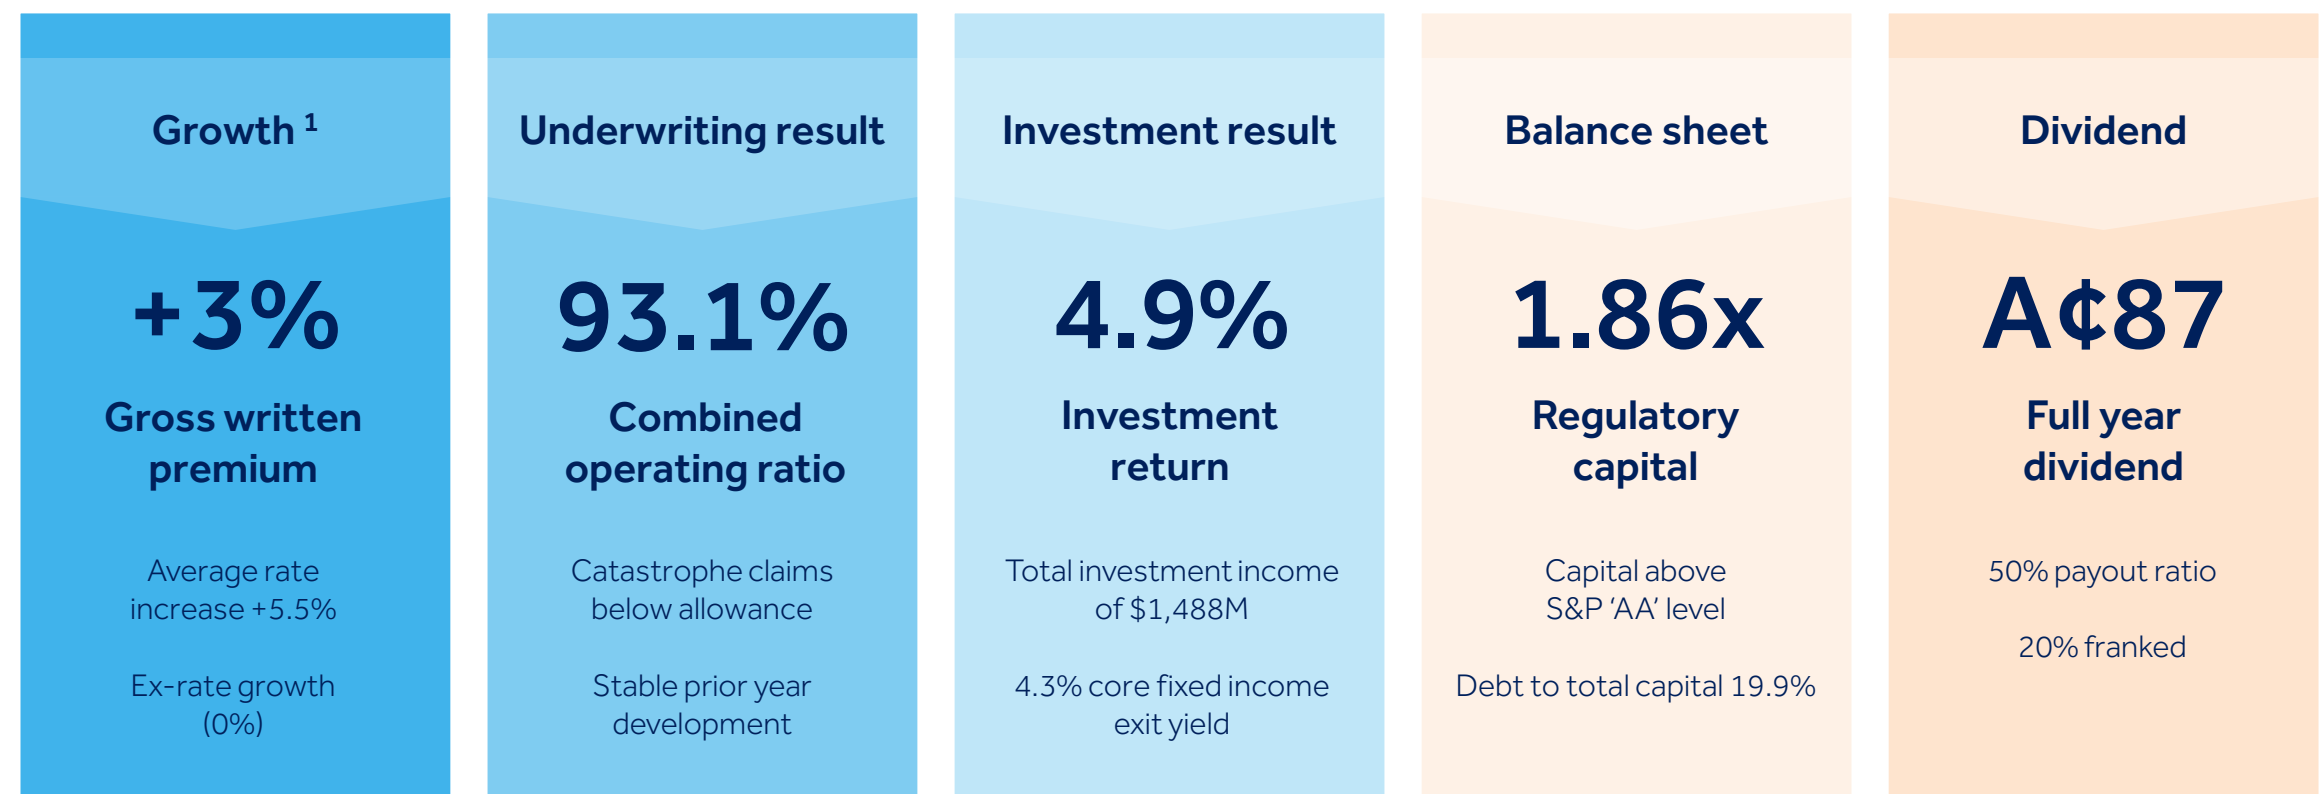 Growth 1
+3%
Gross written
premium
Average rate
increase +5.5%
Ex-rate growth
(0%)
Underwriting result
93.1%
Combined
operating ratio
Catastrophe claims
below allowance
Stable prior year
development
Investment result
4.9%
Investment
return
Total investment income
of $1,488M
4.3% core fixed income
exit yield
Balance sheet
1.86x
Regulatory
capital
Capital above
S&P ‘AA’ level
Debt to total capital 19.9%
Dividend
A¢87
Full year
dividend
50% payout ratio
20% franked